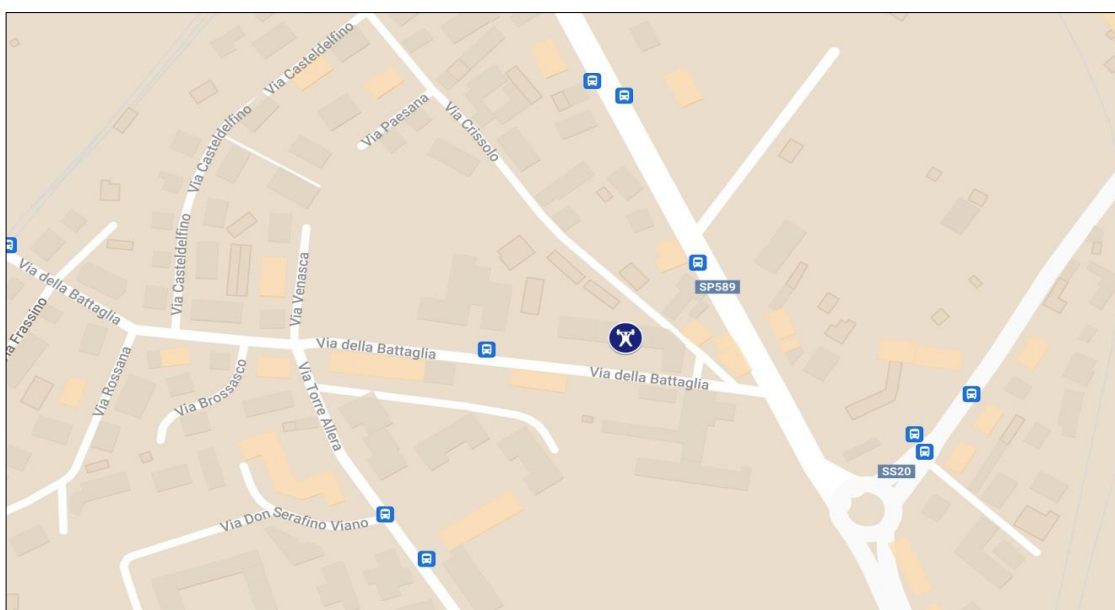 Via Casteldelfino
Via Casteldelfino
Via Paesana
Via Crissolo
Via Casteldelfino
Via Venasca
SP589
Via della Battaglia
Frassino
Via della Battaglia
Via della Battaglia
Via Rossana
Via Brossasco
Via Torre Allera
SS20
Via Don Serafino Viano